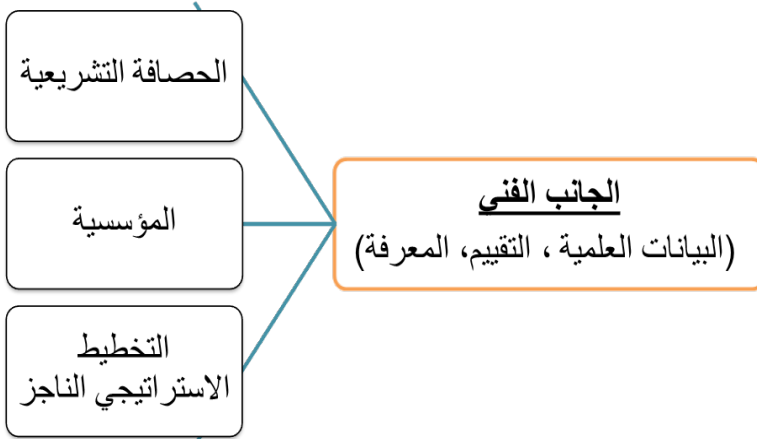 الجانب الفني
(البيانات العلمية ، التقييم، المعرفة)
الحصافة التشريعية
المؤسسية
التخطيط
الاستراتيجي الناجز